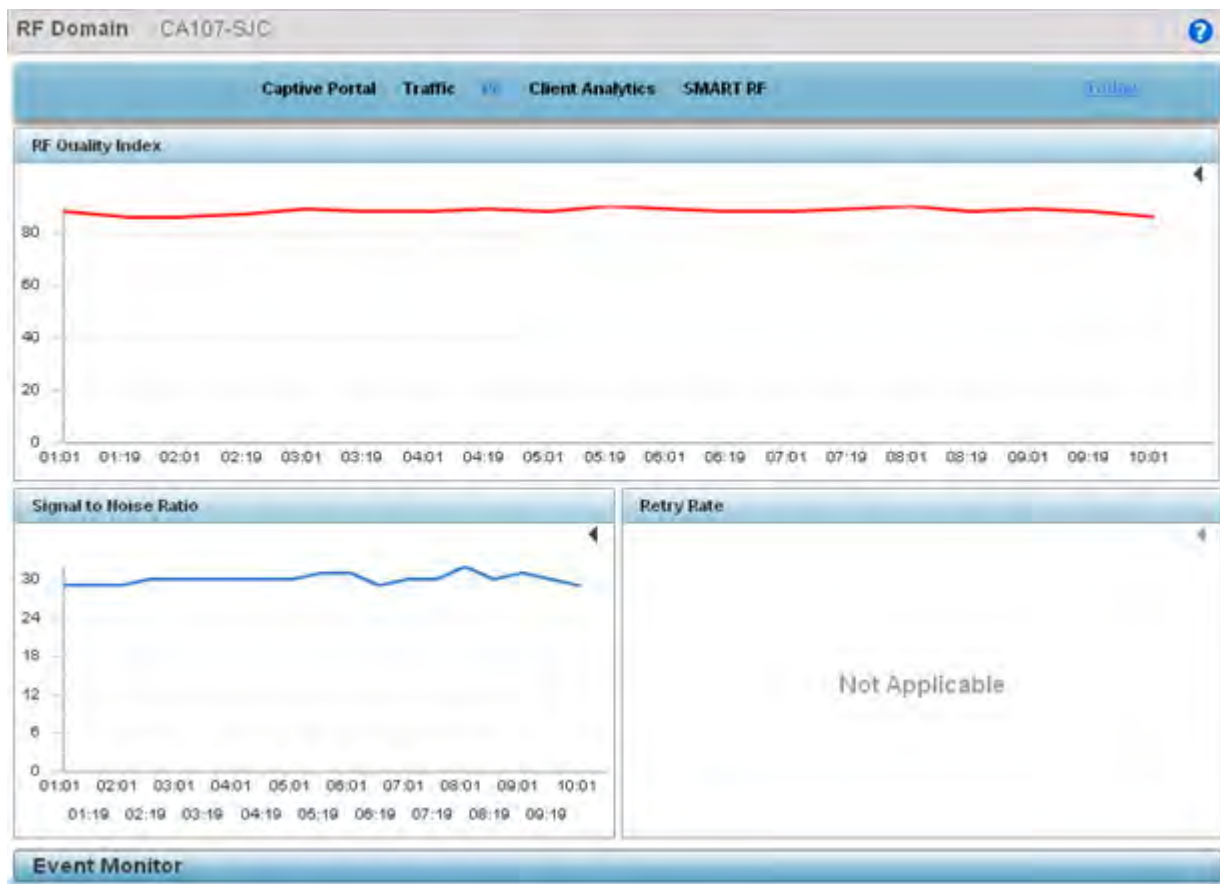 RF Domain CA107-SJC
Captive Portal Traffic RF Client Analytics SMART RF Today
RF Quality Index
80
60
40
20
0
01:01 01:19 02:01 02:19 03:01 03:19 04:01 04:19 05:01 05:19 06:01 06:19 07:01 07:19 08:01 08:19 09:01 09:19 10:01
Signal to Noise Ratio
30
24
18
12
6
0
01:01 02:01 03:01 04:01 05:01 06:01 07:01 08:01 09:01 10:01
01:19 02:19 03:19 04:19 05:19 06:19 07:19 08:19 09:19
Retry Rate
Not Applicable
Event Monitor